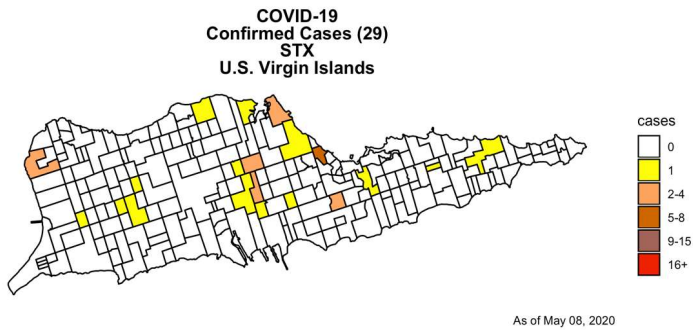 COVID-19
Confirmed Cases (29)
STX
U.S. Virgin Islands
cases
0
1
2-4
5-8
9-15
16+
As of May 08, 2020